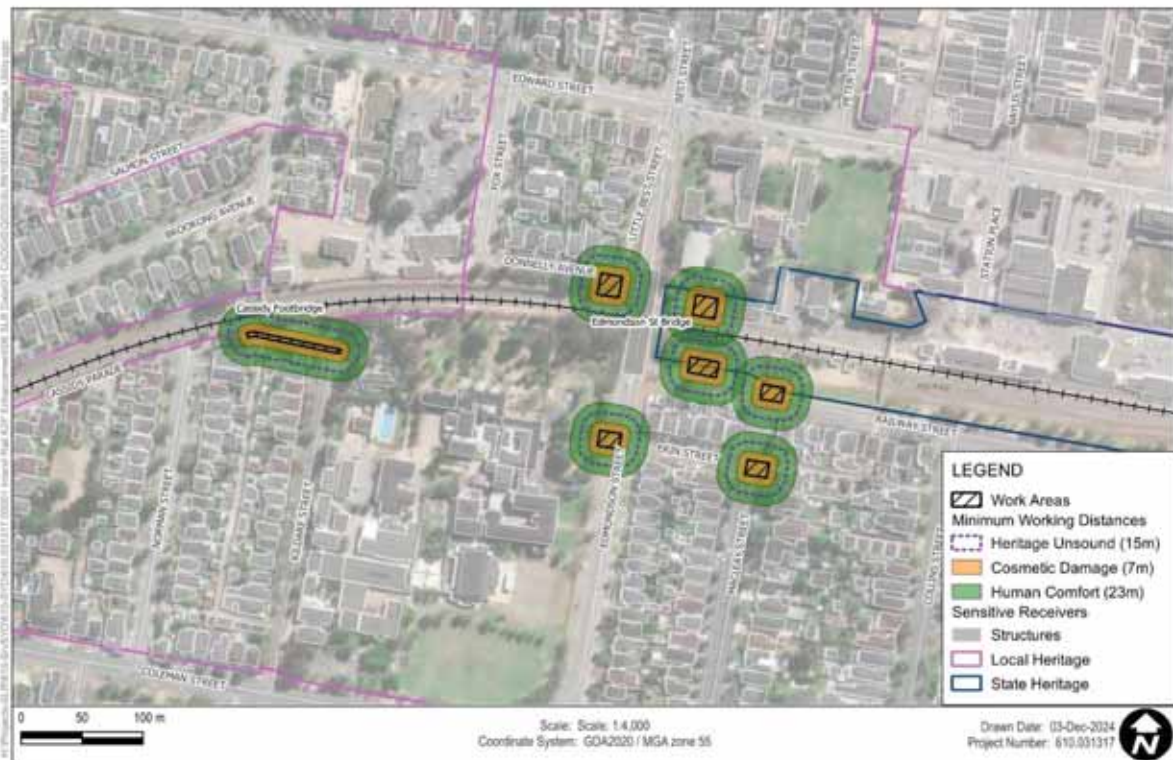 EDWARD STREET
BEST STREET
PETER STREET
LITTLE BEST STREET
FOX STREET
SALMON STREET
BROOKONG AVENUE
STATION PLACE
DONNELLY AVENUE
Cassidy Footbridge
Edmondson St Bridge
CASSIDY PARADE
RAILWAY STREET
ERIN STREET
EDMONDSON STREET
NORMAN STREET
KILDARE STREET
MACLEAY STREET
COLEMAN STREET
LEGEND
Work Areas
Minimum Working Distances
Heritage Unsound (15m)
Cosmetic Damage (7m)
Human Comfort (23m)
Sensitive Receivers
Structures
Local Heritage
State Heritage
0 50 100 m
Scale: Scale: 1:4,000
Coordinate System: GDA2020 / MGA zone 55
Drawn Date: 03-Dec-2024
Project Number: 610.031317
N